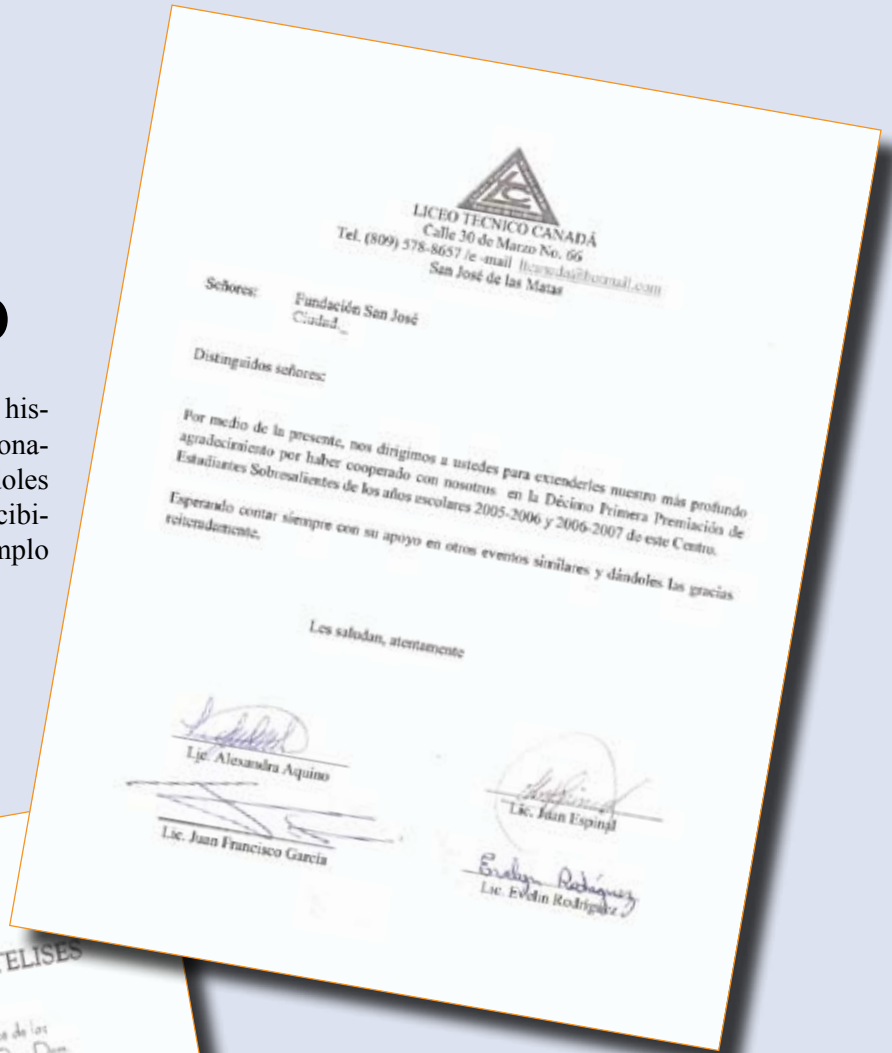 O
his-
ona-
oles
cibi-
mplo
LICEO TECNICO CANADÁ
Calle 30 de Marzo No. 66
Tel. (809) 578-8657 /e -mail
San José de las Matas
Señores: Fundación San José
Ciudad._
Distinguidos señores:
Por medio de la presente, nos dirigimos a ustedes para extenderles nuestro más profundo
agradecimiento por haber cooperado con nosotros en la Décimo Primera Premiación de
Estudiantes Sobresalientes de los años escolares 2005-2006 y 2006-2007 de este Centro.
Esperando contar siempre con su apoyo en otros eventos similares y dándoles las gracias
reiteradamente.
Les saludan, atentamente
Lic. Alexandra Aquino
Lic. Juan Espinal
Lic. Juan Francisco García
Evelyn Rodríguez
Lic. Evelin Rodríguez
TELISES
de los